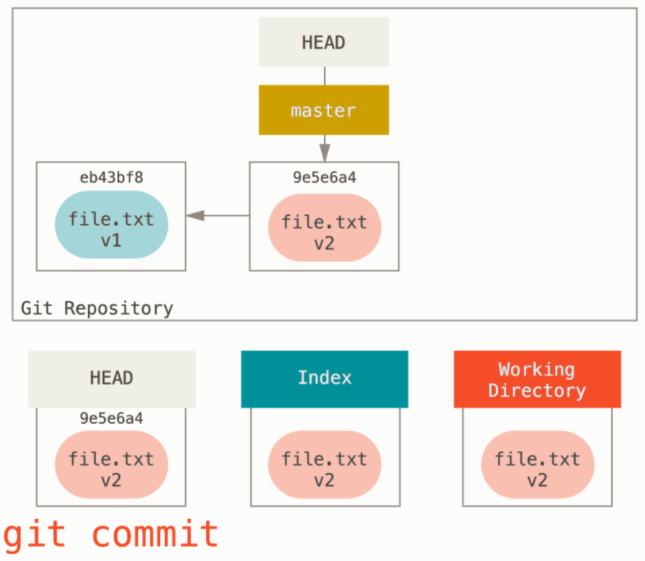 HEAD
master
eb43bf8
9e5e6a4
file.txt
v1
file.txt
v2
Git Repository
HEAD
Index
Working
Directory
9e5e6a4
file.txt
v2
file.txt
v2
file.txt
v2
git commit